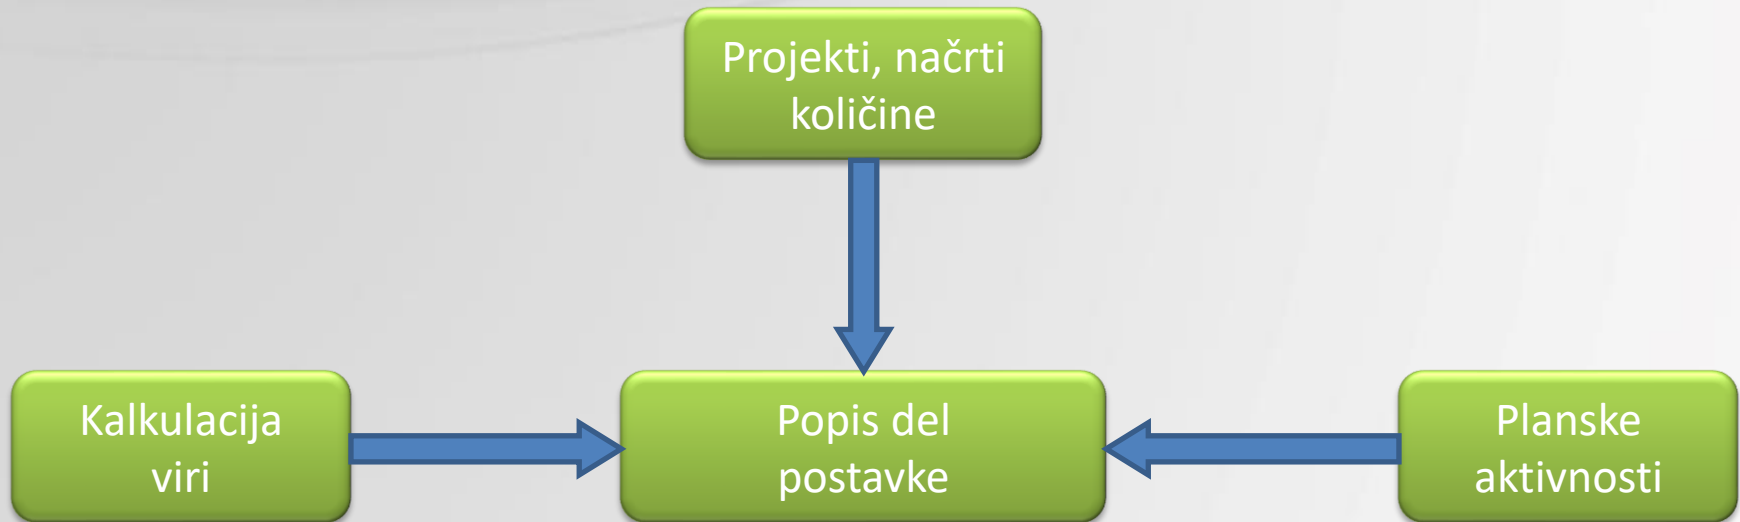 Projekti, načrti
količine
Kalkulacija
viri
Popis del
postavke
Planske
aktivnosti